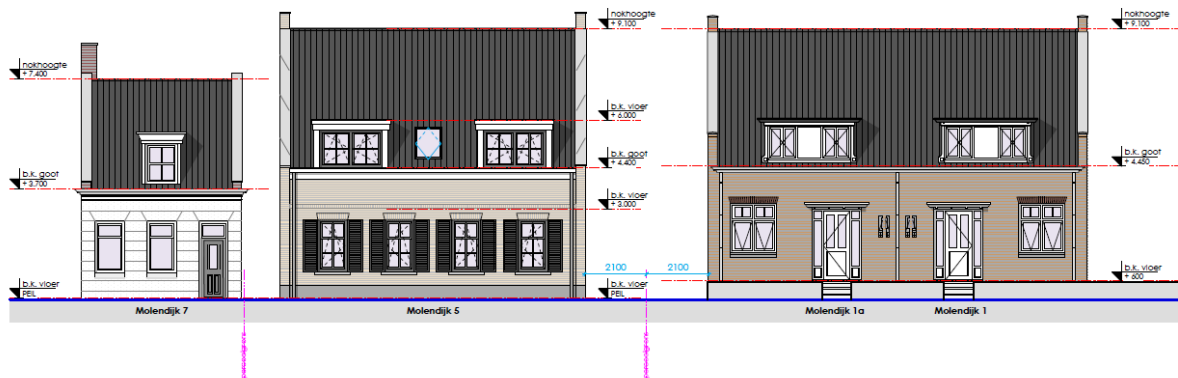 nokhoogte
+ 7.400
b.k. goot
+ 3.700
b.k. vloer
PEIL
Molendijk 7
perceelgrens
nokhoogte
+ 9.100
b.k. vloer
+ 6.000
b.k. goot
+ 4.400
b.k. vloer
+ 3.000
b.k. vloer
PEIL
Molendijk 5
2100
2100
perceelgrens
nokhoogte
+ 9.100
b.k. goot
+ 4.450
b.k. vloer
+ 600
Molendijk 1a
Molendijk 1